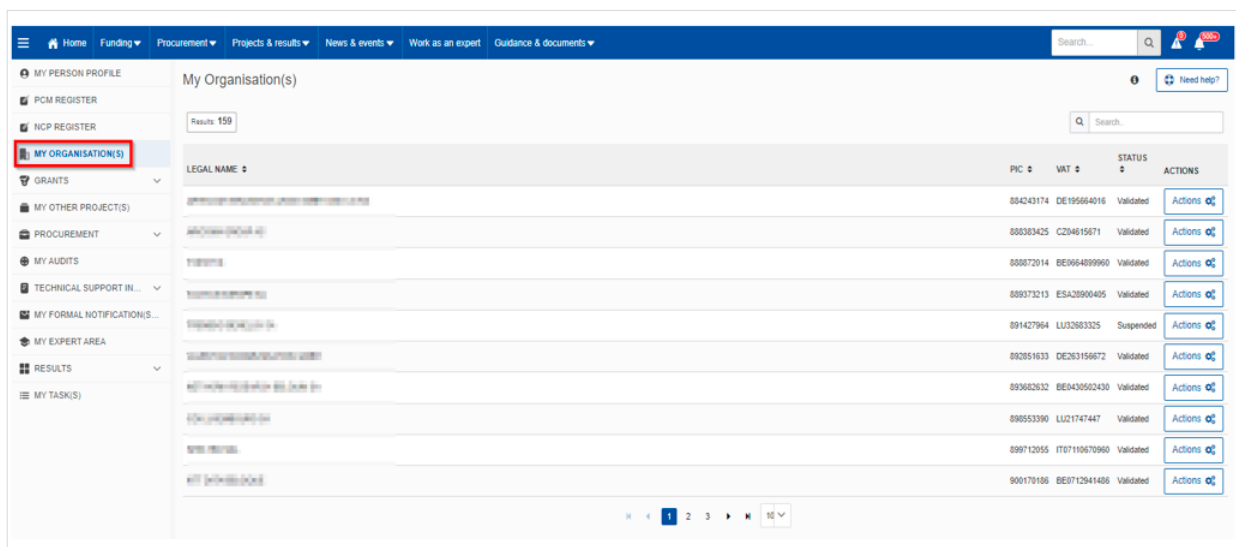 Home Funding Procurement Projects & results News & events Work as an expert Guidance & documents Search... 0 500+
MY PERSON PROFILE
PCM REGISTER
NCP REGISTER
MY ORGANISATION(S)
GRANTS
MY OTHER PROJECT(S)
PROCUREMENT
MY AUDITS
TECHNICAL SUPPORT IN...
MY FORMAL NOTIFICATION(S...
MY EXPERT AREA
RESULTS
MY TASK(S)
My Organisation(s) Need help?
Results: 159 Search..
LEGAL NAME PIC VAT STATUS ACTIONS
884243174 DE195664016 Validated Actions
888383425 CZ04615671 Validated Actions
888872014 BE0664899960 Validated Actions
889373213 ESA28900405 Validated Actions
891427964 LU32683325 Suspended Actions
892851633 DE263156672 Validated Actions
893682632 BE0430502430 Validated Actions
898553390 LU21747447 Validated Actions
899712055 IT07110670960 Validated Actions
900170186 BE0712941486 Validated Actions
1 2 3 10